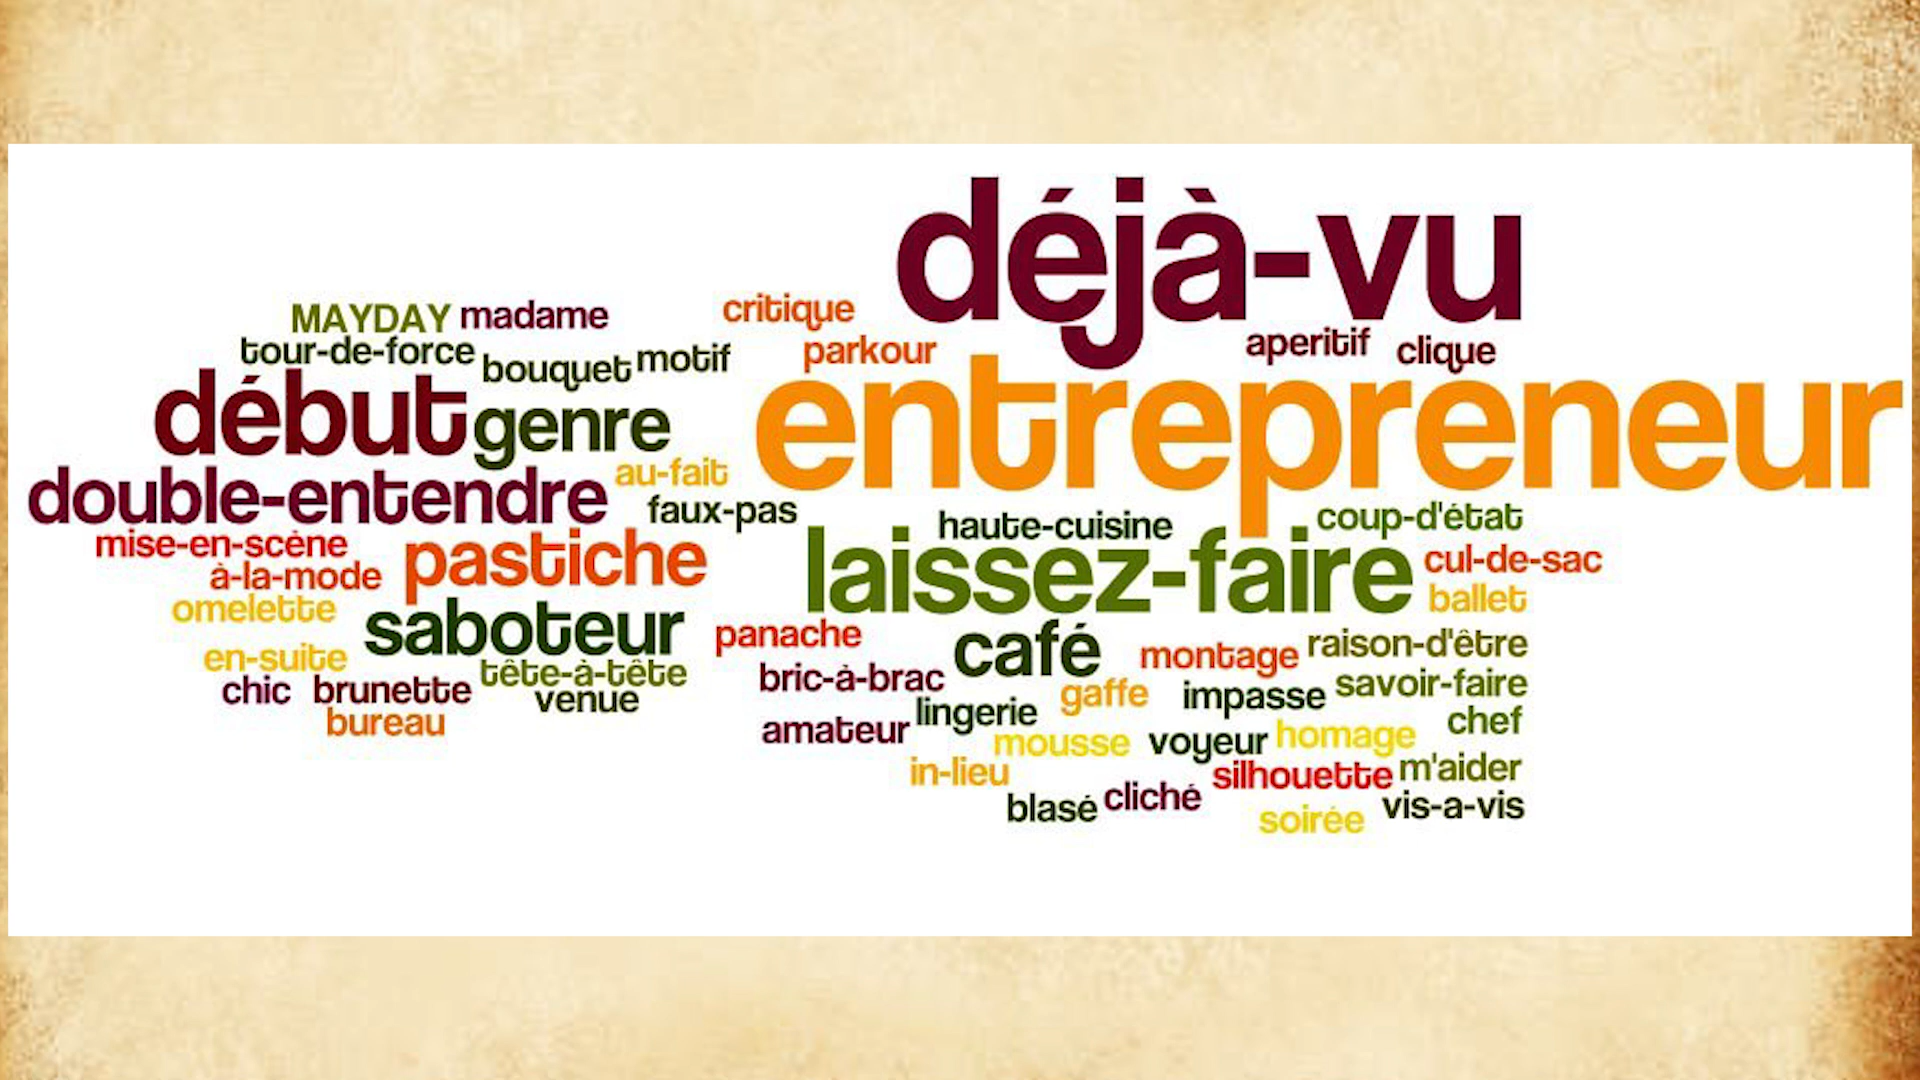 déjà-vu
MAYDAY madame
critique
tour-de-force
bouquet motif
parkour
aperitif clique
début genre
entrepreneur
double-entendre
au-fait
faux-pas
haute-cuisine
coup-d'état
mise-en-scène
à-la-mode
pastiche
laissez-faire
cul-de-sac
ballet
omelette
saboteur
panache
café
montage raison-d'être
en-suite
tête-à-tête
bric-à-brac
gaffe impasse savoir-faire
chic brunette venue
bureau
amateur lingerie
mousse voyeur homage chef
in-lieu
silhouette m'aider
blasé cliché
soirée vis-a-vis